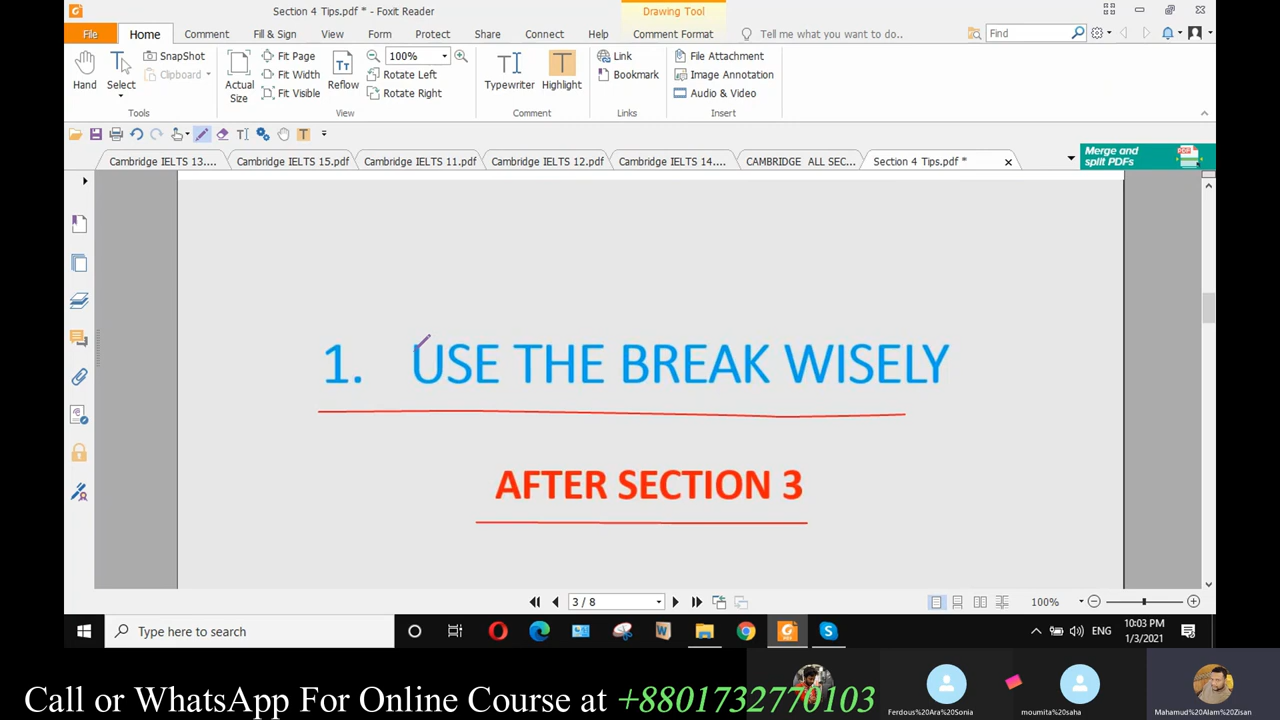 Section 4 Tips.pdf * - Foxit Reader
Drawing Tool
File Home Comment Fill & Sign View Form Protect Share Connect Help Comment Format Tell me what you want to do.. Find
Hand
Select
SnapShot
Clipboard
Tools
Actual Size
Fit Page
Fit Width
Fit Visible
Reflow
100%
Rotate Left
Rotate Right
View
Typewriter
Highlight
Comment
Link
Bookmark
Links
File Attachment
Image Annotation
Audio & Video
Insert
Cambridge IELTS 13.... Cambridge IELTS 15.pdf Cambridge IELTS 11.pdf Cambridge IELTS 12.pdf Cambridge IELTS 14.... CAMBRIDGE ALL SEC... Section 4 Tips.pdf *
Merge and
split PDFs
1. USE THE BREAK WISELY
AFTER SECTION 3
3 / 8
100%
Type here to search
ENG
10:03 PM
1/3/2021
Call or WhatsApp For Online Course at +8801732770103
Ferdous%20Ara%20Sonia
moumita%20saha
Mahamud%20Alam%20Zisan